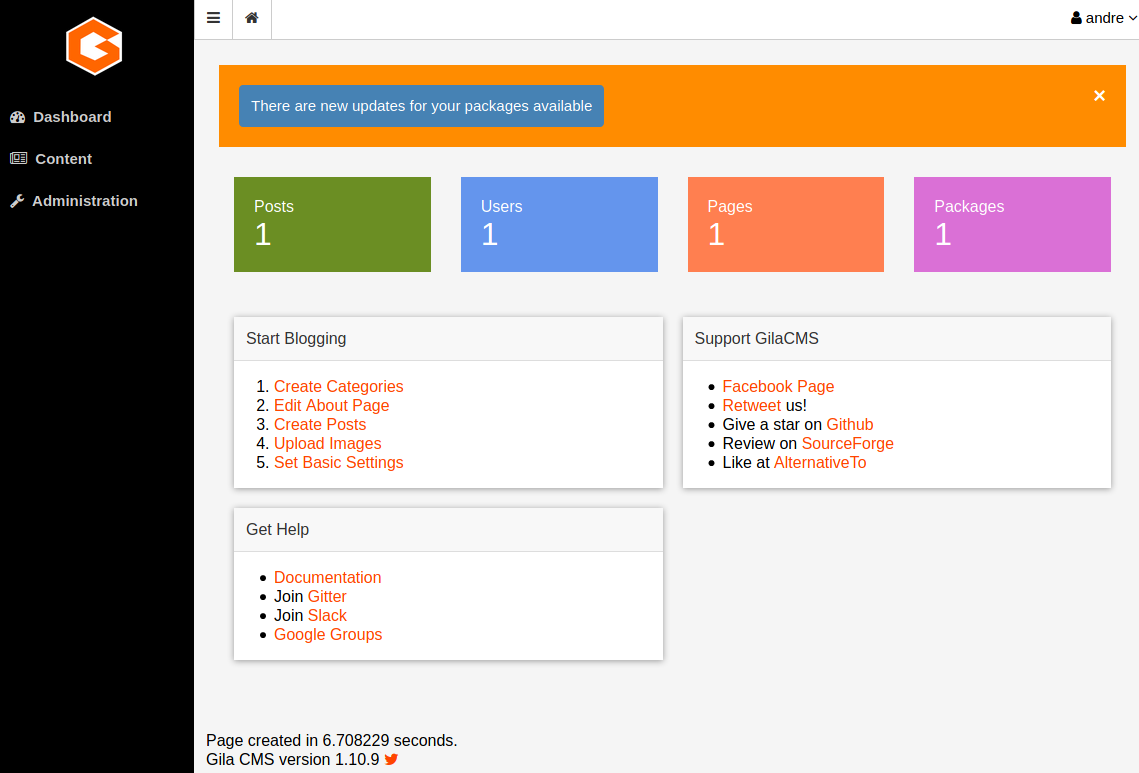 andre
Dashboard
Content
Administration
There are new updates for your packages available
×
Posts
1
Users
1
Pages
1
Packages
1
Start Blogging
1. Create Categories
2. Edit About Page
3. Create Posts
4. Upload Images
5. Set Basic Settings
Support GilaCMS
• Facebook Page
• Retweet us!
• Give a star on Github
• Review on SourceForge
• Like at AlternativeTo
Get Help
• Documentation
• Join Gitter
• Join Slack
• Google Groups
Page created in 6.708229 seconds.
Gila CMS version 1.10.9